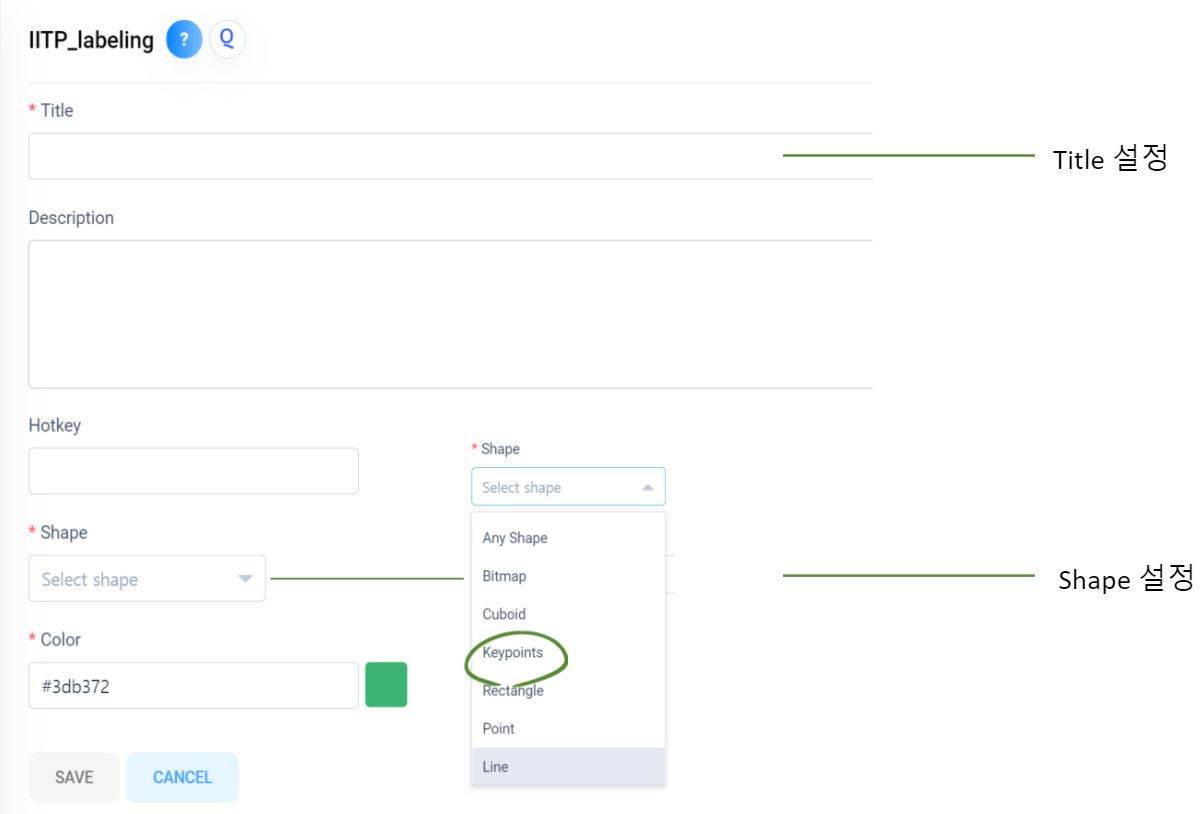 IITP_labeling ? Q
* Title
Title 설정
Description
Hotkey
* Shape
Select shape
* Color
#3db372
SAVE
CANCEL
* Shape
Select shape
Any Shape
Bitmap
Cuboid
Keypoints
Rectangle
Point
Line
Shape 설정